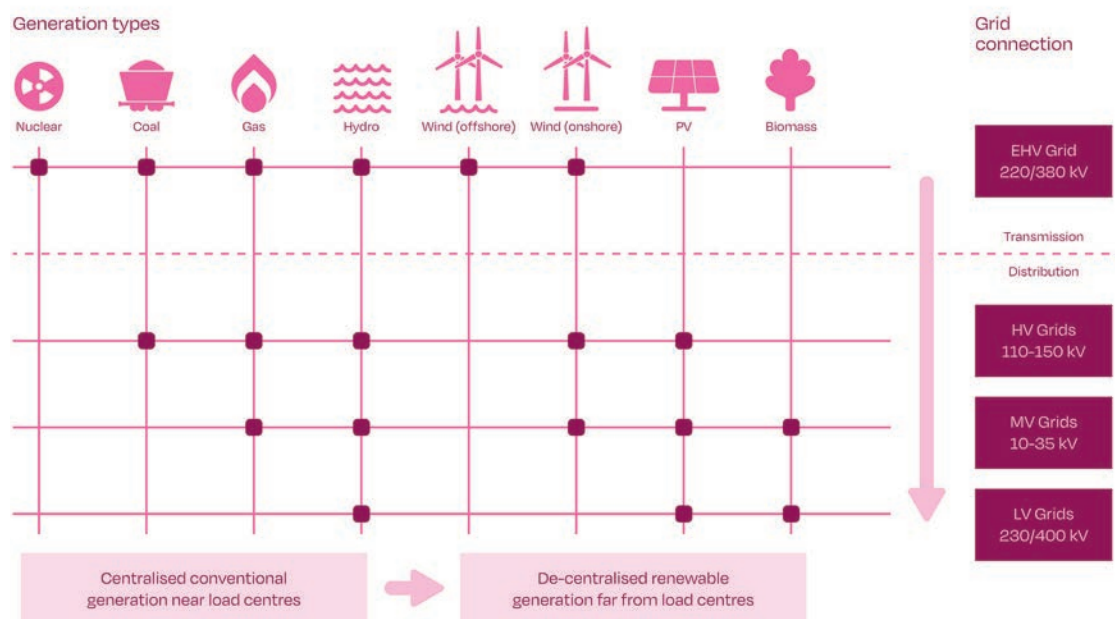 Generation types
Grid
connection
Nuclear
Coal
Gas
Hydro
Wind (offshore)
Wind (onshore)
PV
Biomass
EHV Grid
220/380 kV
Transmission
Distribution
HV Grids
110-150 kV
MV Grids
10-35 kV
LV Grids
230/400 kV
Centralised conventional
generation near load centres
De-centralised renewable
generation far from load centres